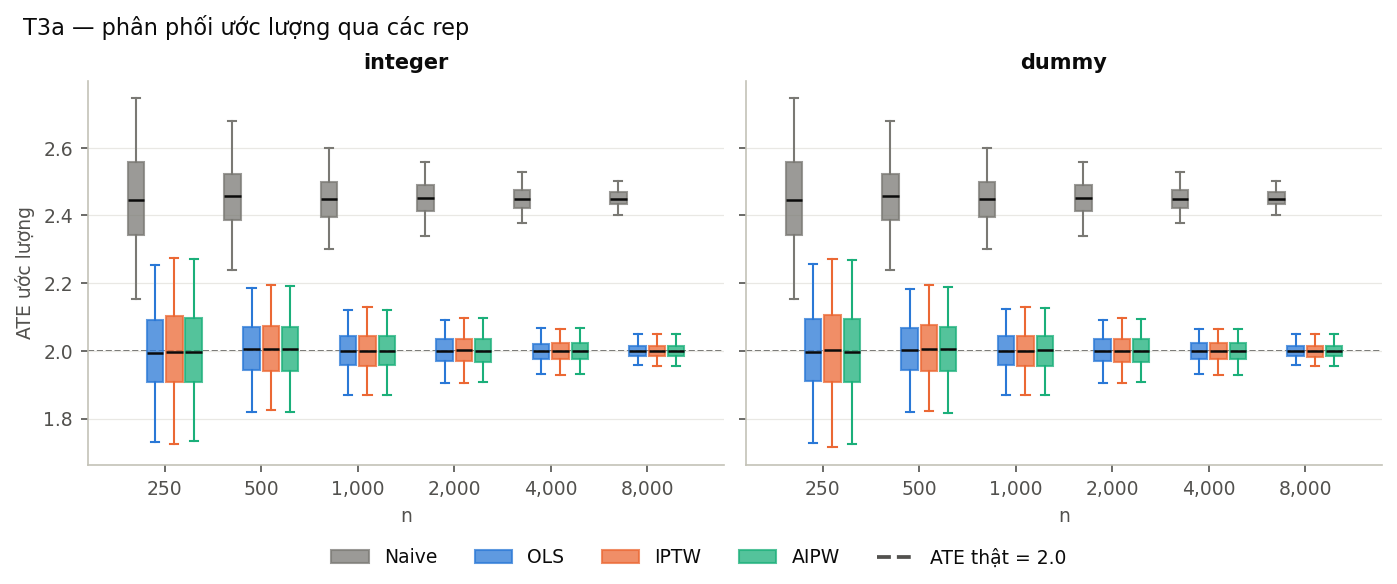 T3a — phân phối ước lượng qua các rep
integer
dummy
ATE ước lượng
2.6
2.4
2.2
2.0
1.8
250 500 1,000 2,000 4,000 8,000
250 500 1,000 2,000 4,000 8,000
n
n
Naive OLS IPTW AIPW ATE thật = 2.0